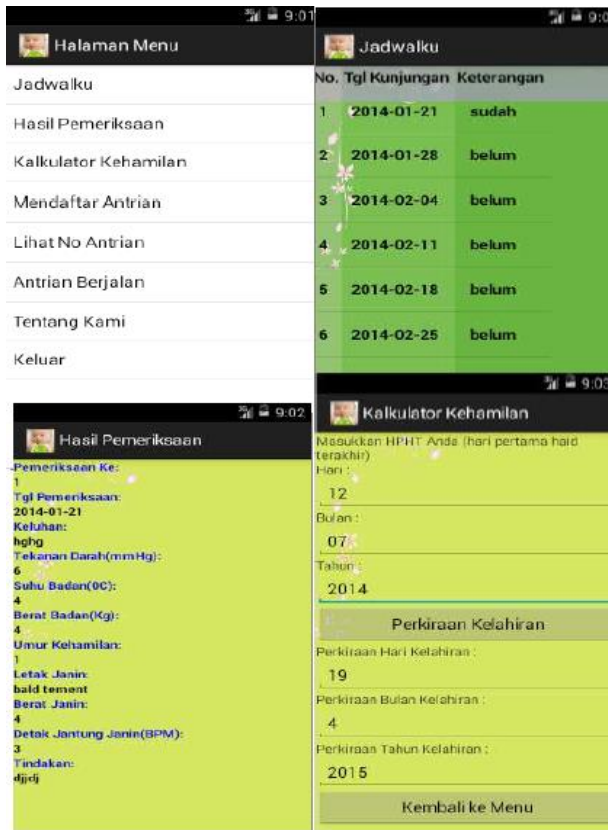 9:01
Halaman Menu
Jadwalku
Hasil Pemeriksaan
Kalkulator Kehamilan
Mendaftar Antrian
Lihat No Antrian
Antrian Berjalan
Tentang Kami
Keluar
9:0
Jadwalku
No. Tgl Kunjungan Keterangan
1 2014-01-21 sudah
2 2014-01-28 belum
3 2014-02-04 belum
4 2014-02-11 belum
5 2014-02-18 belum
6 2014-02-25 belum
9:02
Hasil Pemeriksaan
Pemeriksaan Ke:
1
Tgl Pemeriksaan:
2014-01-21
Keluhan:
hghg
Tekanan Darah(mmHg):
6
Suhu Badan(0C):
4
Berat Badan(Kg):
4
Umur Kehamilan:
1
Letak Janin:
bald tement
Berat Janin:
4
Detak Jantung Janin(BPM):
3
Tindakan:
djjdj
9:03
Kalkulator Kehamilan
Masukkan HPHT Anda (hari pertama haid
terakhir)
Hari :
12
Bulan :
07
Tahun :
2014
Perkiraan Kelahiran
Perkiraan Hari Kelahiran :
19
Perkiraan Bulan Kelahiran :
4
Perkiraan Tahun Kelahiran :
2015
Kembali ke Menu